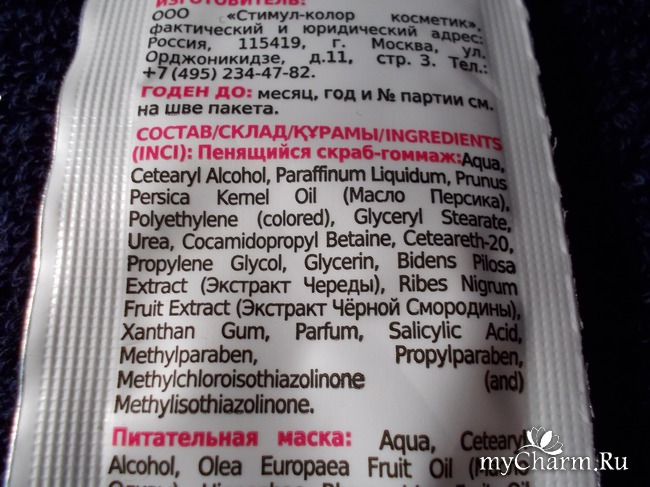 ИЗГОТОВИТЕЛЬ:
ООО «Стимул-колор косметик»,
фактический и юридический адрес:
Россия, 115419, г. Москва, ул.
Орджоникидзе, д.11, стр. 3. Тел.:
+7 (495) 234-47-82.
ГОДЕН ДО: месяц, год и № партии см.
на шве пакета.
СОСТАВ/СКЛАД/ҚҰРАМЫ/INGREDIENTS
(INCI): Пенящийся скраб-гоммаж:Aqua,
Cetearyl Alcohol, Paraffinum Liquidum, Prunus
Persica Kernel Oil (Масло Персика),
Polyethylene (colored), Glyceryl Stearate,
Urea, Cocamidopropyl Betaine, Ceteareth-20,
Propylene Glycol, Glycerin, Bidens Pilosa
Extract (Экстракт Череды), Ribes Nigrum
Fruit Extract (Экстракт Чёрной Смородины),
Xanthan Gum, Parfum, Salicylic Acid,
Methylparaben, Propylparaben,
Methylchloroisothiazolinone (and)
Methylisothiazolinone.
Питательная маска: Aqua, Cetearyl
Alcohol, Olea Europaea Fruit Oil
myCharm.Ru